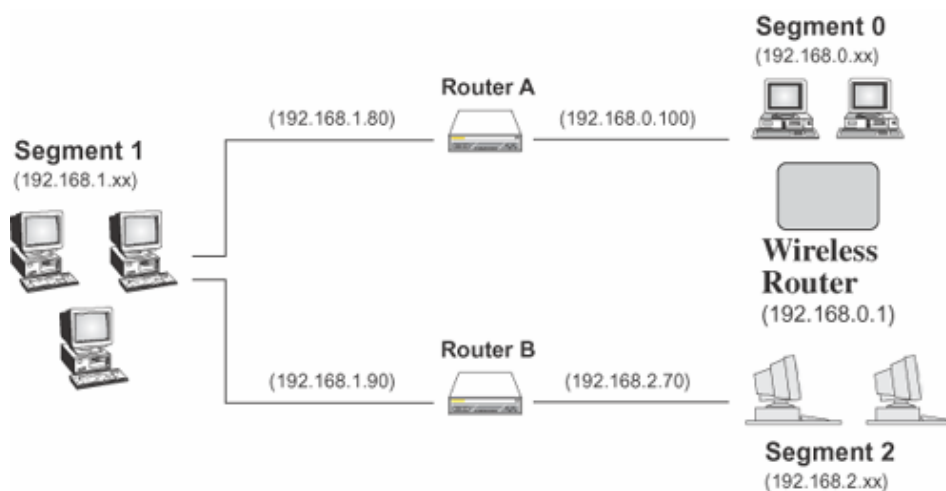 Segment 0
(192.168.0.xx)
Router A
(192.168.1.80)
(192.168.0.100)
Segment 1
(192.168.1.xx)
Wireless
Router
(192.168.0.1)
Router B
(192.168.1.90)
(192.168.2.70)
Segment 2
(192.168.2.xx)